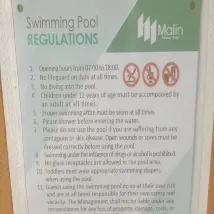 Swimming Pool
REGULATIONS
Malin
1. Opening hours from 07:00 to 18:00.
2. No lifeguard on duty at all times.
3. No diving into the pool.
4. Children under 12 years of age must be accompanied by
an adult at all times.
5. Proper swimming attire must be worn at all times.
6. Please shower before entering the water.
7. Please do not use the pool if you are suffering from any
contagious or skin disease. Open wounds or sores must be
dressed correctly before using the pool.
8. Swimming under the influence of drugs or alcohol is prohibited.
9. No glass receptacles are allowed in the pool area.
10. Toddlers must wear appropriate swimming diapers
when using the pool.
11. Guests using the swimming pool do so at their own risk
and are at all times responsible for their own safety and
security. The Management shall not be liable under any
circumstances for any loss of property, damage, loss, or